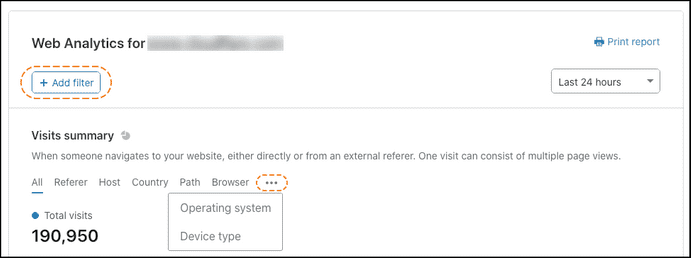 Web Analytics for
Print report
+ Add filter
Last 24 hours
Visits summary
When someone navigates to your website, either directly or from an external referer. One visit can consist of multiple page views.
All Referer Host Country Path Browser •••
Operating system
Device type
Total visits
190,950